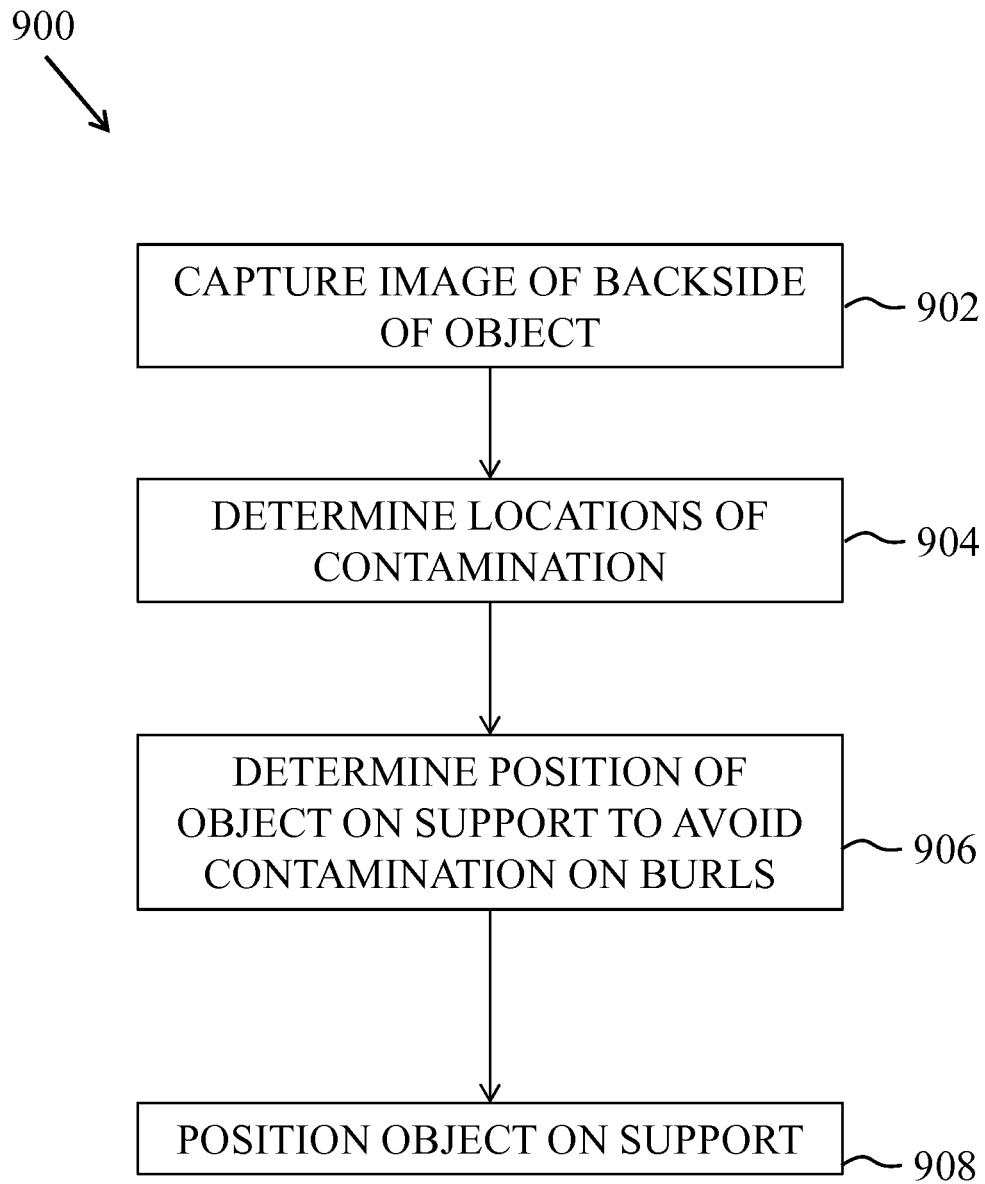 900
CAPTURE IMAGE OF BACKSIDE
OF OBJECT
902
DETERMINE LOCATIONS OF
CONTAMINATION
904
DETERMINE POSITION OF
OBJECT ON SUPPORT TO AVOID
CONTAMINATION ON BURLS
906
POSITION OBJECT ON SUPPORT
908